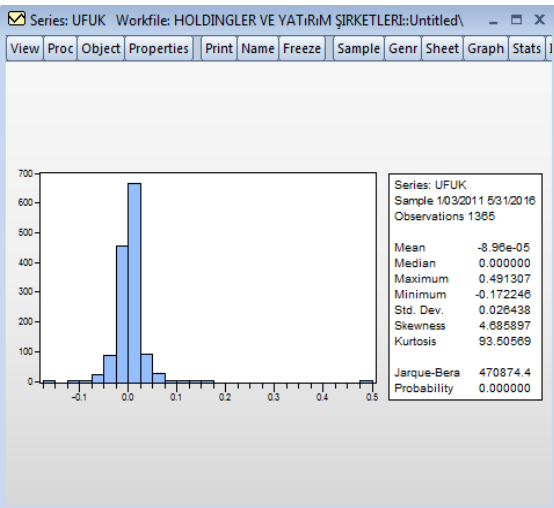 Series: UFUK Workfile: HOLDINGLER VE YATıRıM ŞIRKETLERI::Untitled\
View Proc Object Properties Print Name Freeze Sample Genr Sheet Graph Stats
700
600
500
400
300
200
100
0
-0.1 0.0 0.1 0.2 0.3 0.4 0.5
Series: UFUK
Sample 1/03/2011 5/31/2016
Observations 1365
Mean -8.96e-05
Median 0.000000
Maximum 0.491307
Minimum -0.172246
Std. Dev. 0.026438
Skewness 4.685897
Kurtosis 93.50569
Jarque-Bera 470874.4
Probability 0.000000